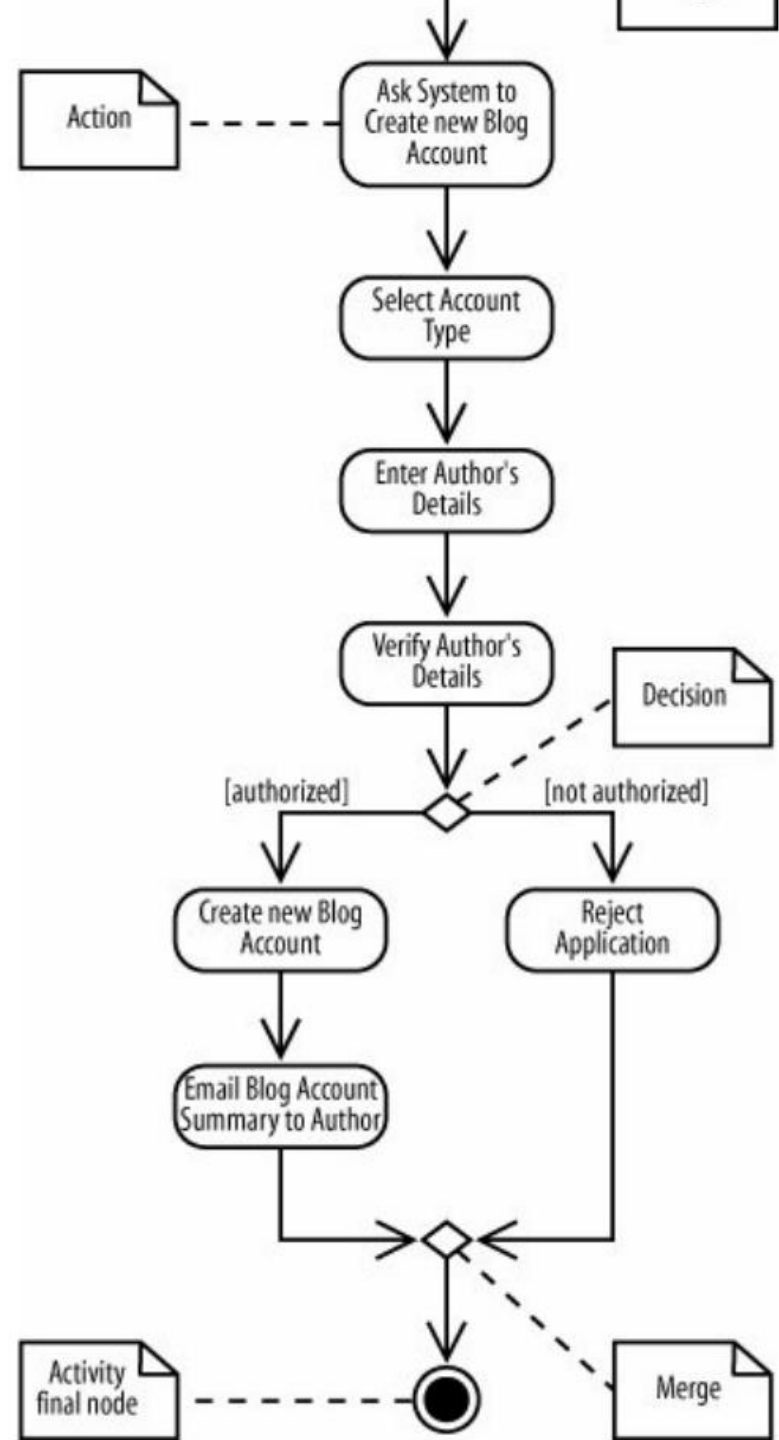 Action
Ask System to
Create new Blog
Account
Select Account
Type
Enter Author's
Details
Verify Author's
Details
Decision
[authorized]
[not authorized]
Create new Blog
Account
Reject
Application
Email Blog Account
Summary to Author
Activity
final node
Merge